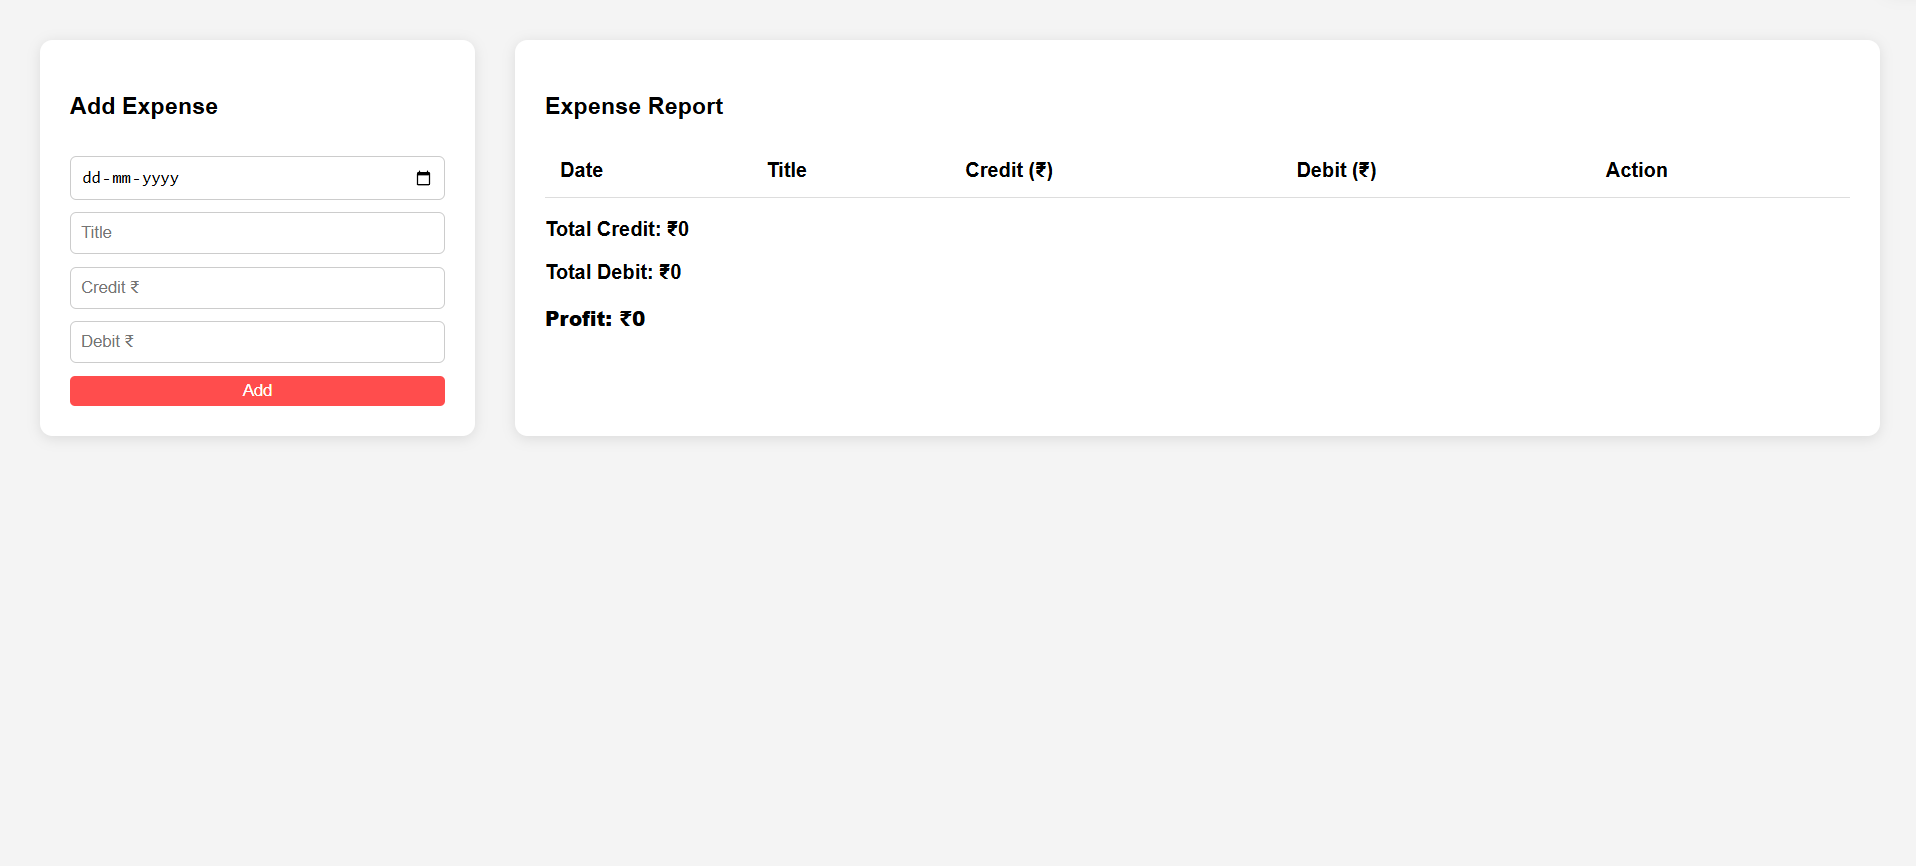 Add Expense
dd-mm-yyyy
Title
Credit ₹
Debit ₹
Add
Expense Report
Date Title Credit (₹) Debit (₹) Action
Total Credit: ₹0
Total Debit: ₹0
Profit: ₹0